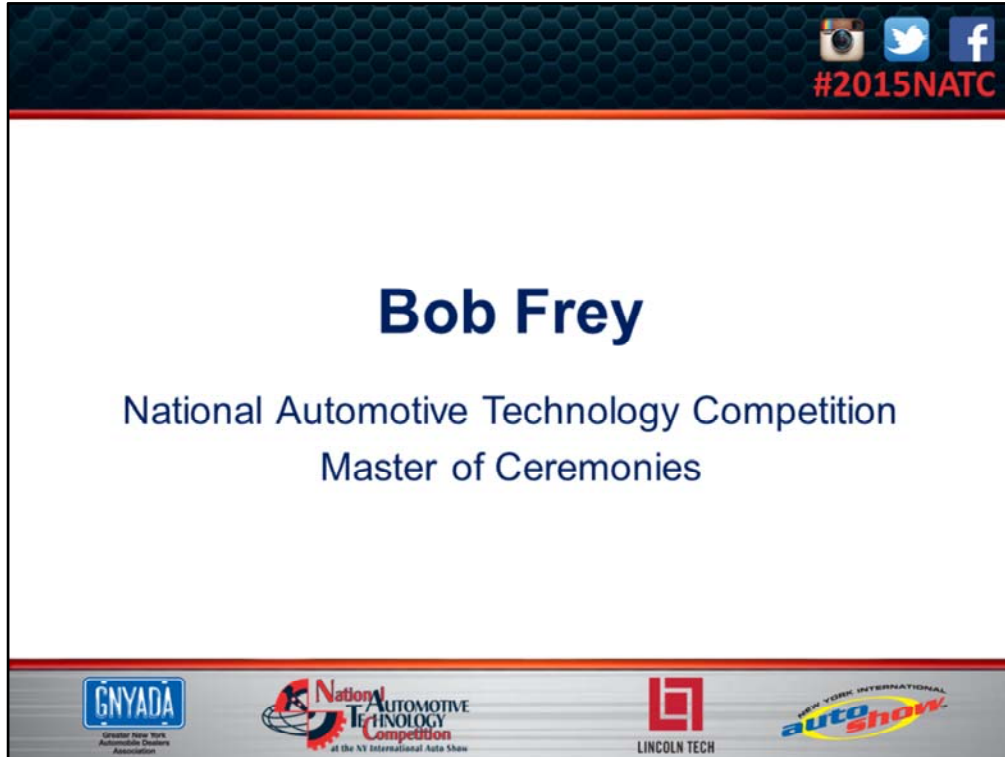 #2015NATC
Bob Frey
National Automotive Technology Competition
Master of Ceremonies
GNYADA
Greater New York
Automobile Dealers
Association
National
AUTOMOTIVE
TECHNOLOGY
Competition
at the NY International Auto Show
LINCOLN TECH
NEW YORK INTERNATIONAL
auto show